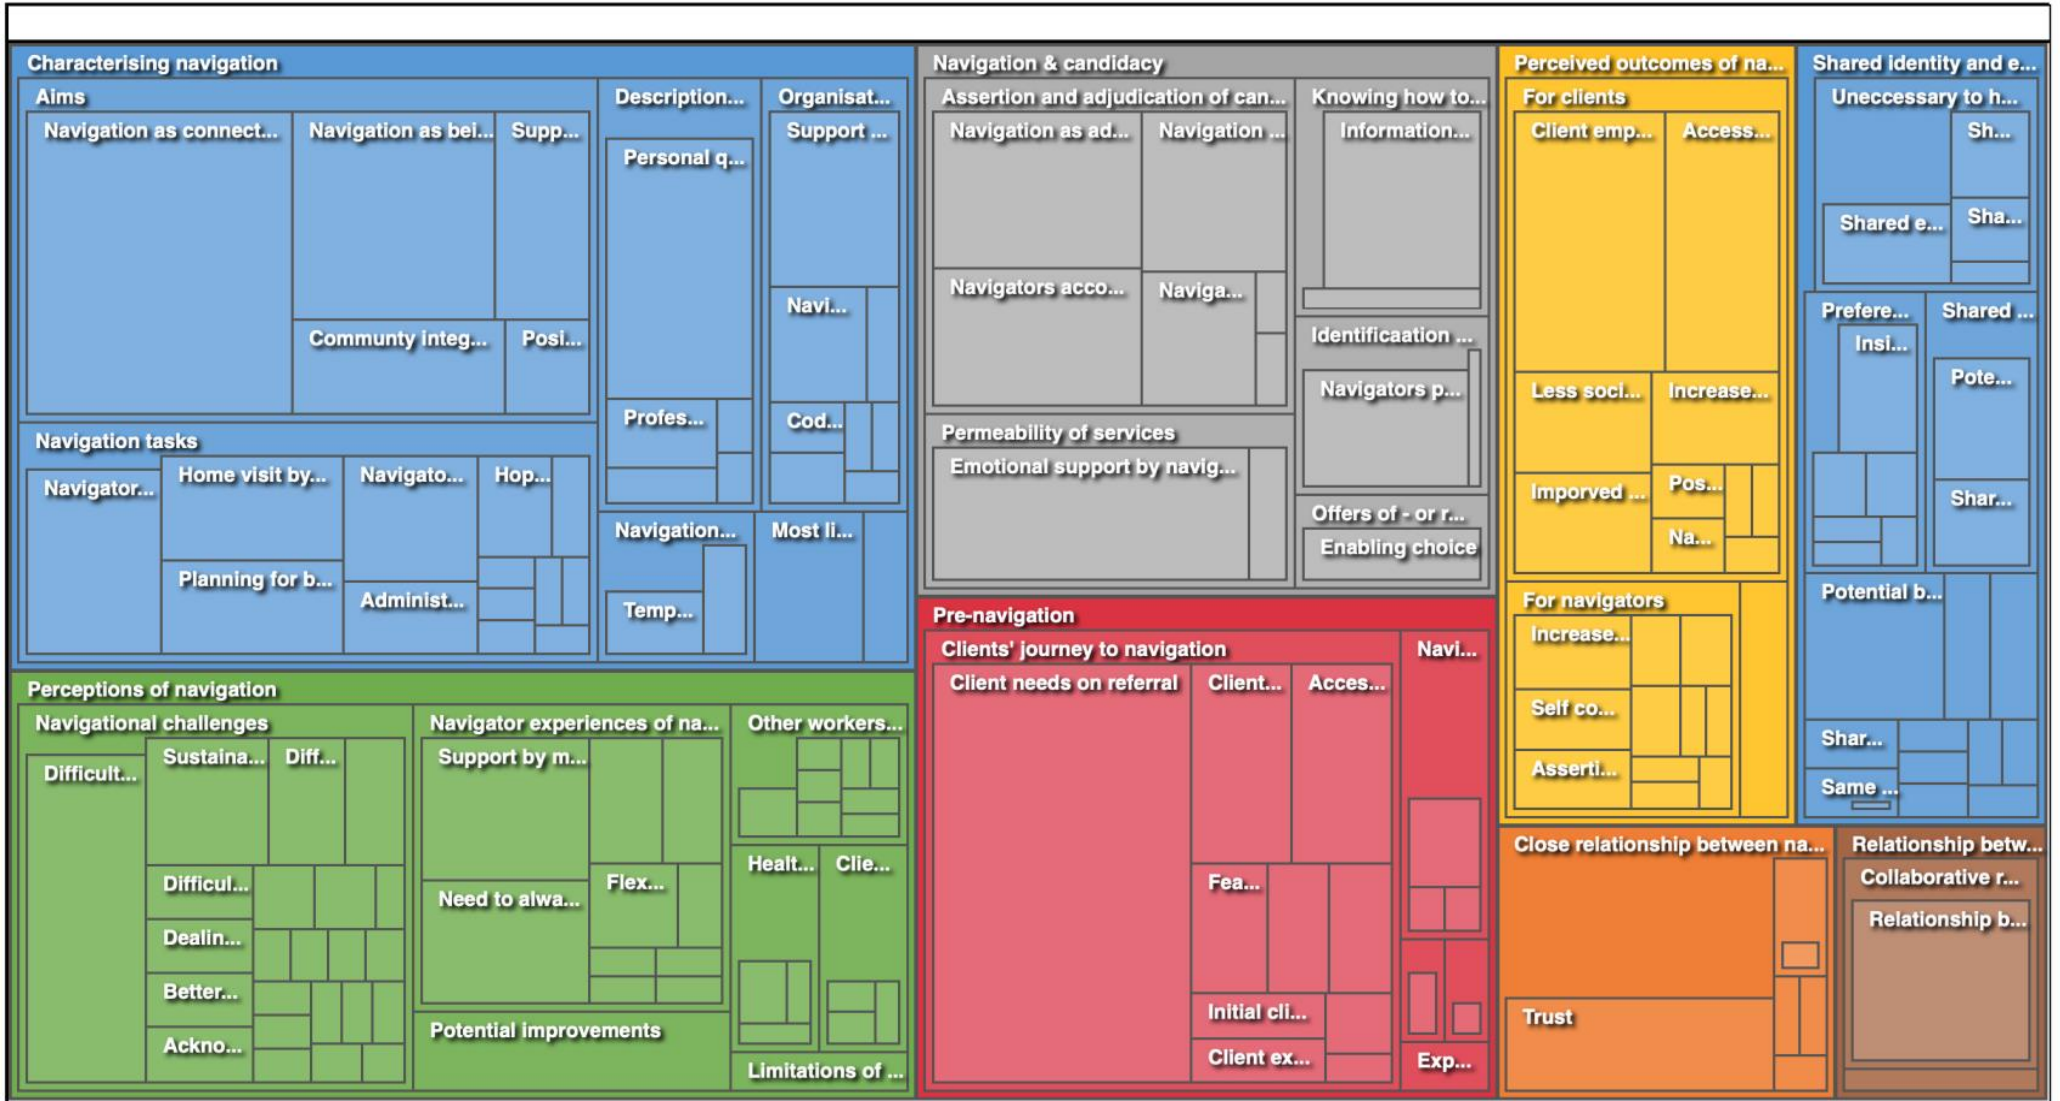 Characterising navigation
Aims
Navigation as connect...
Navigation as bei...
Supp...
Communty integ...
Posi...
Navigation tasks
Navigator...
Home visit by...
Planning for b...
Navigato...
Administ...
Hop...
Description...
Personal q...
Profes...
Organisat...
Support ...
Navi...
Cod...
Navigation...
Temp...
Most li...
Perceptions of navigation
Navigational challenges
Difficult...
Sustaina...
Diff...
Difficul...
Dealin...
Better...
Ackno...
Navigator experiences of na...
Support by m...
Need to alwa...
Flex...
Potential improvements
Other workers...
Healt...
Clie...
Limitations of ...
Navigation & candidacy
Assertion and adjudication of can...
Navigation as ad...
Navigation ...
Navigators acco...
Naviga...
Permeability of services
Emotional support by navig...
Knowing how to...
Information...
Identificaation ...
Navigators p...
Offers of - or r...
Enabling choice
Pre-navigation
Clients' journey to navigation
Client needs on referral
Client...
Acces...
Fea...
Initial cli...
Client ex...
Navi...
Exp...
Perceived outcomes of na...
For clients
Client emp...
Access...
Less soci...
Increase...
Imporved ...
Pos...
Na...
For navigators
Increase...
Self co...
Asserti...
Shared identity and e...
Uneccessary to h...
Sh...
Shared e...
Sha...
Prefere...
Insi...
Shared ...
Pote...
Shar...
Potential b...
Shar...
Same ...
Close relationship between na...
Trust
Relationship betw...
Collaborative r...
Relationship b...